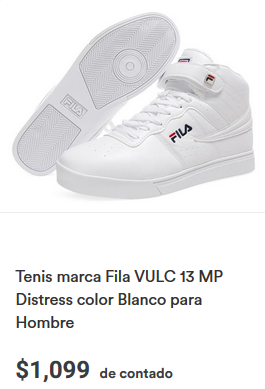 FILA
FILA
Tenis marca Fila VULC 13 MP
Distress color Blanco para
Hombre
$1,099 de contado